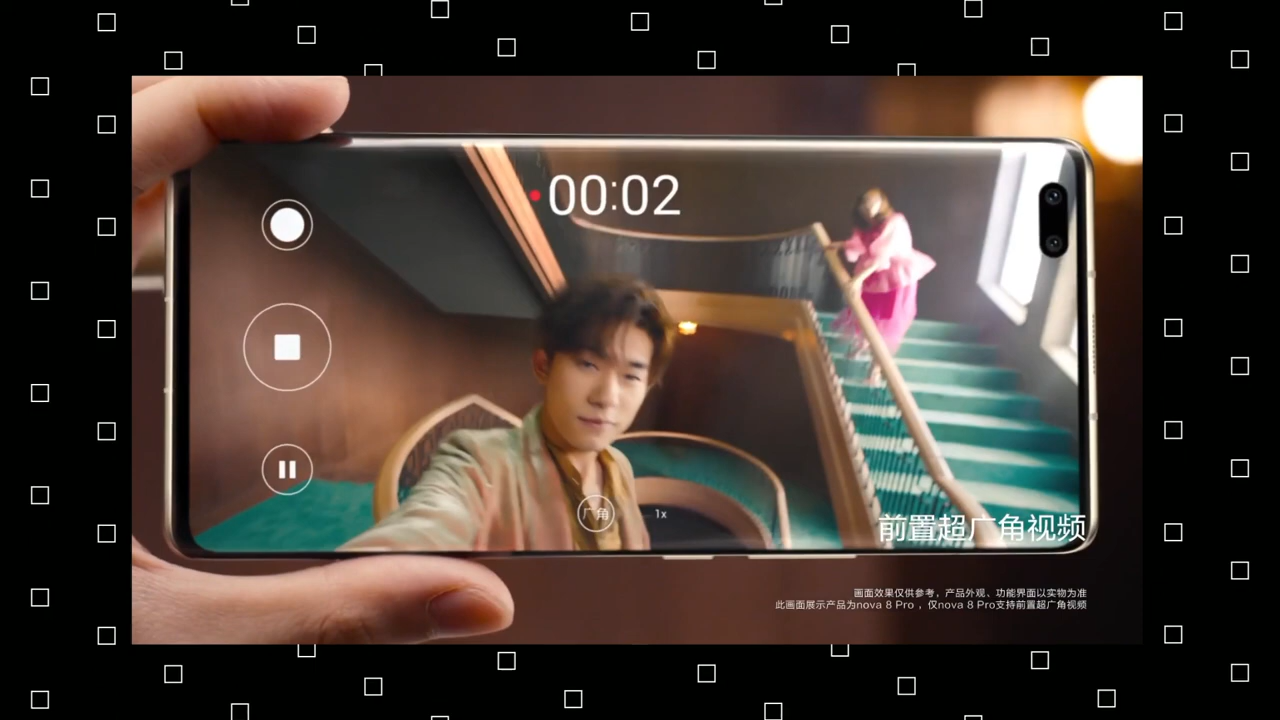 00:02
广角
1x
前置超广角视频
画面效果仅供参考，产品外观、功能界面以实物为准
此画面展示产品为nova 8 Pro ，仅nova 8 Pro支持前置超广角视频